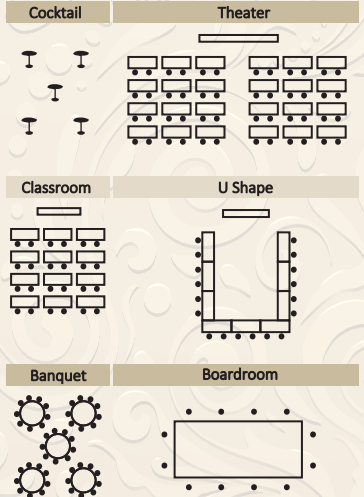 Cocktail
Theater
Classroom
U Shape
Banquet
Boardroom